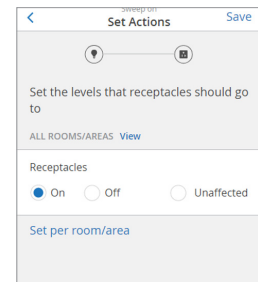 Sweep on
Set Actions
Save
Set the levels that receptacles should go
to
ALL ROOMS/AREAS View
Receptacles
On Off Unaffected
Set per room/area